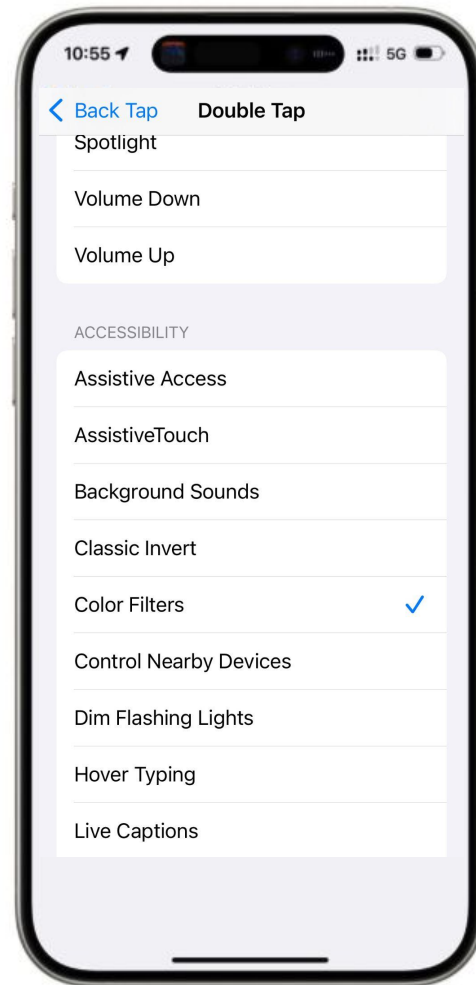 10:55
5G
Back Tap Double Tap
Spotlight
Volume Down
Volume Up
ACCESSIBILITY
Assistive Access
AssistiveTouch
Background Sounds
Classic Invert
Color Filters
Control Nearby Devices
Dim Flashing Lights
Hover Typing
Live Captions